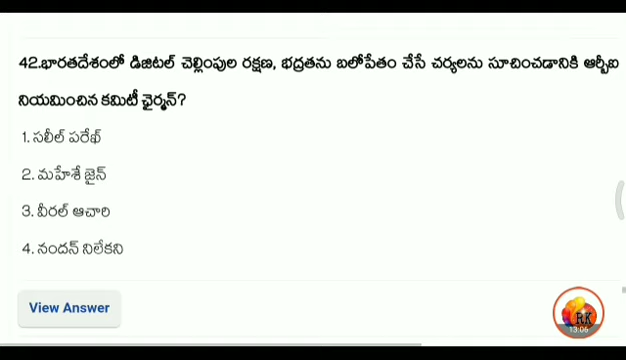 42.భారతదేశంలో డిజిటల్ చెల్లింపుల రక్షణ, భద్రతను బలోపేతం చేసే చర్యలను సూచించడానికి ఆర్బీఐ
నియమించిన కమిటీ ఛైర్మన్?
1. సలీల్ పరేఖ్
2. మహేశే జైన్
3. వీరల్ ఆచారి
4. నందన్ నిలేకని
View Answer
RK
13:06